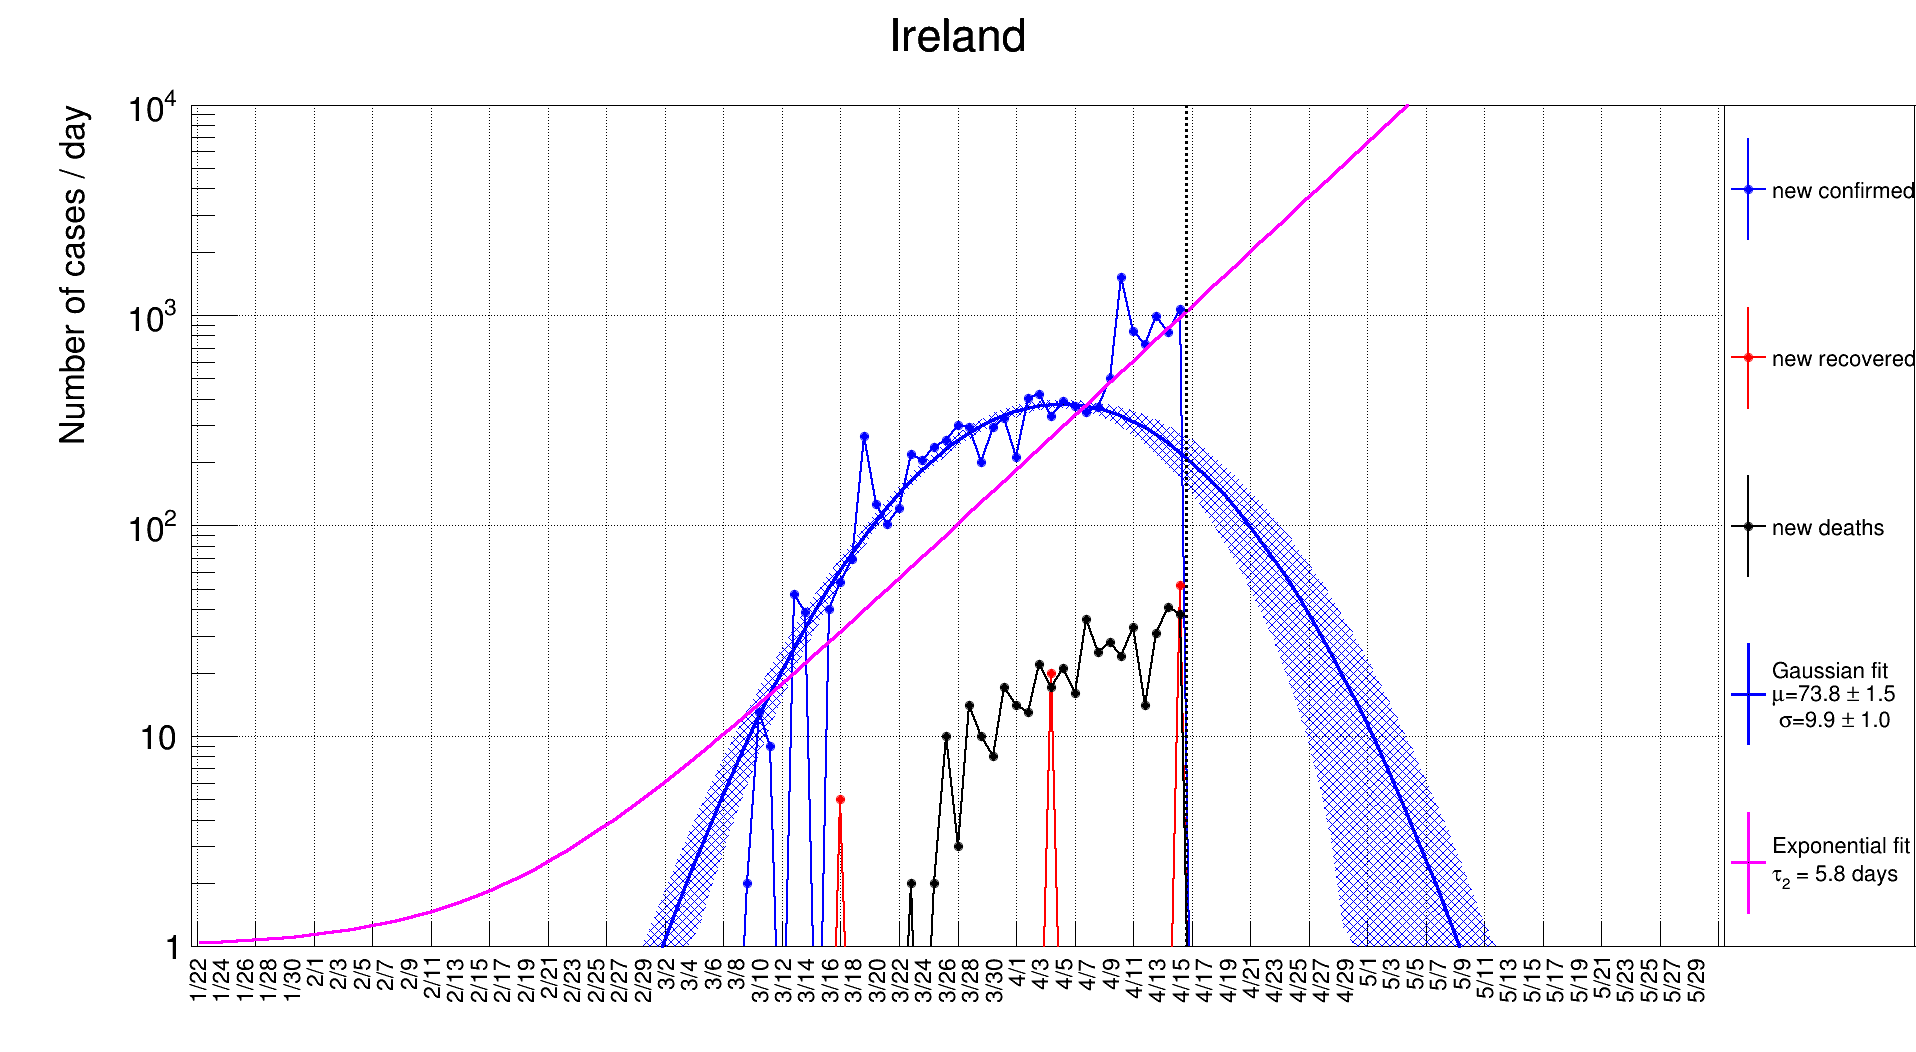 Ireland
Number of cases / day
10⁴
10³
10²
10
1
1/22 1/24 1/26 1/28 1/30 2/1 2/3 2/5 2/7 2/9 2/11 2/13 2/15 2/17 2/19 2/21 2/23 2/25 2/27 2/29 3/2 3/4 3/6 3/8 3/10 3/12 3/14 3/16 3/18 3/20 3/22 3/24 3/26 3/28 3/30 4/1 4/3 4/5 4/7 4/9 4/11 4/13 4/15 4/17 4/19 4/21 4/23 4/25 4/27 4/29 5/1 5/3 5/5 5/7 5/9 5/11 5/13 5/15 5/17 5/19 5/21 5/23 5/25 5/27 5/29
new confirmed
new recovered
new deaths
Gaussian fit
μ=73.8 ± 1.5
σ=9.9 ± 1.0
Exponential fit
τ₂ = 5.8 days